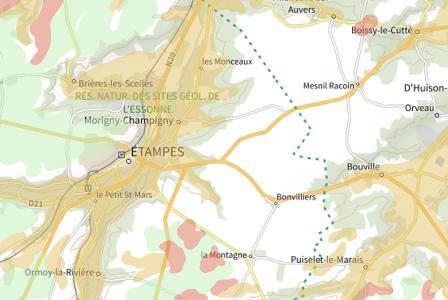 Auvers
Boissy-le-Cutté
N20
les Monceaux
Brières-les-Scellés
Mesnil Racoin
D'Huison-
RÉS. NATUR. DES SITES GÉOL. DE
L'ESSONNE
Orveau
Morigny-Champigny
ÉTAMPES
Bouville
le Petit St-Mars
Bonvilliers
D21
la Montagne
Puiselet-le-Marais
Ormoy-la-Rivière